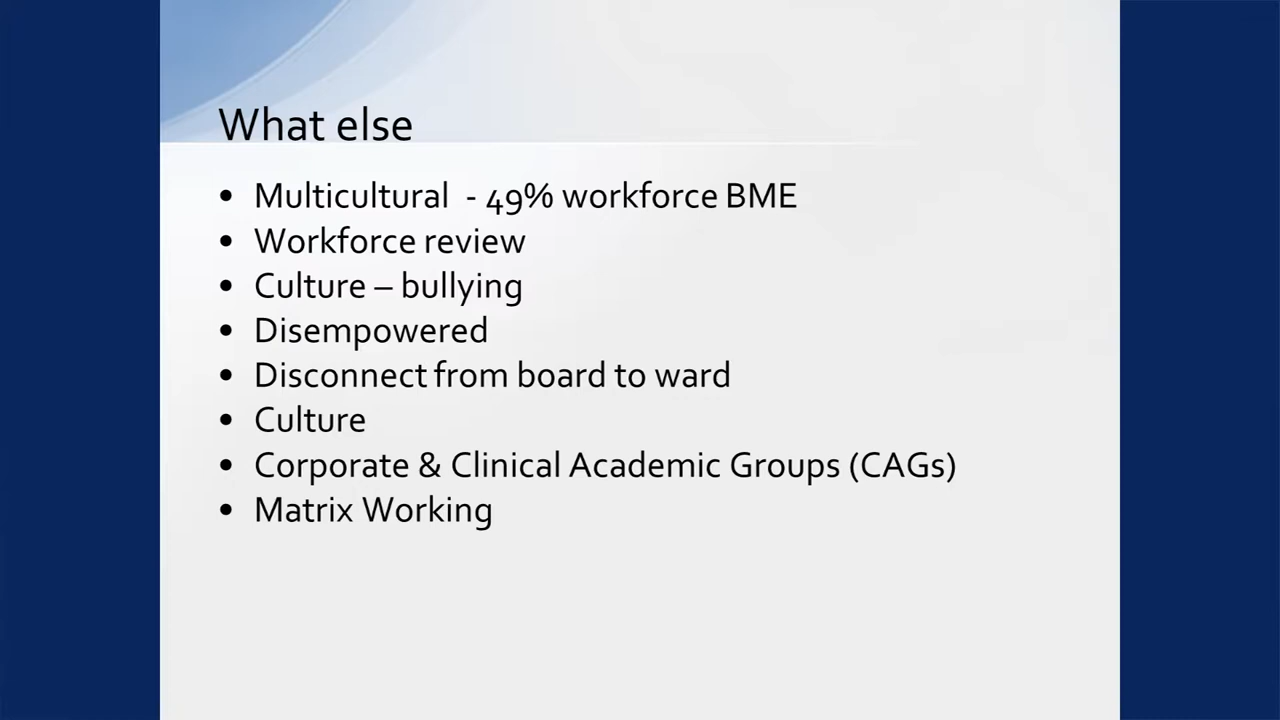 What else
• Multicultural - 49% workforce BME
• Workforce review
• Culture – bullying
• Disempowered
• Disconnect from board to ward
• Culture
• Corporate & Clinical Academic Groups (CAGs)
• Matrix Working